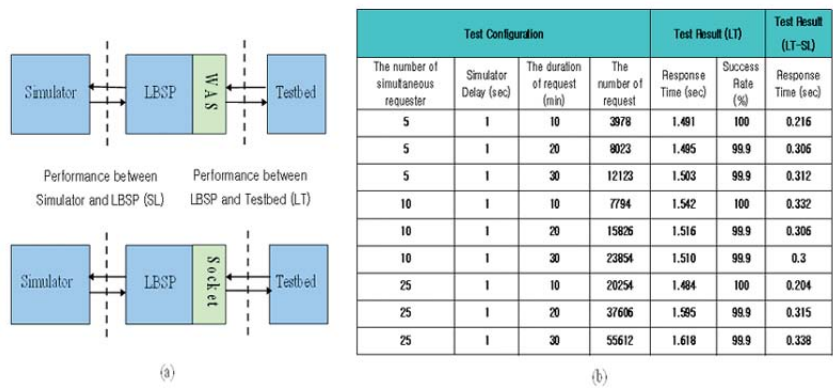 Simulator
LBSP
WAS
Testbed
Performance between
Simulator and LBSP (SL)
Performance between
LBSP and Testbed (LT)
Simulator
LBSP
Socket
Testbed
(a)
Test Configuration
Test Result (LT)
Test Result
(LT-SL)
The number of
simultaneous
requester
Simulator
Delay (sec)
The duration
of request
(min)
The
number of
request
Response
Time (sec)
Success
Rate
(%)
Response
Time (sec)
5 1 10 3978 1.491 100 0.216
5 1 20 8023 1.495 99.9 0.306
5 1 30 12123 1.503 99.9 0.312
10 1 10 7794 1.542 100 0.332
10 1 20 15826 1.516 99.9 0.306
10 1 30 23854 1.510 99.9 0.3
25 1 10 20254 1.484 100 0.204
25 1 20 37606 1.595 99.9 0.315
25 1 30 55612 1.618 99.9 0.338
(b)